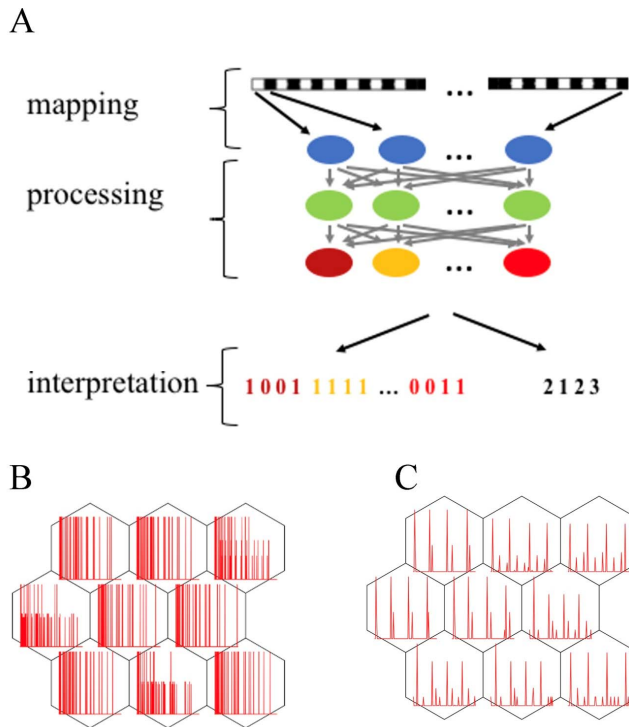 A
mapping
...
processing
...
...
interpretation
1001 1111 ... 0011 2123
B
C